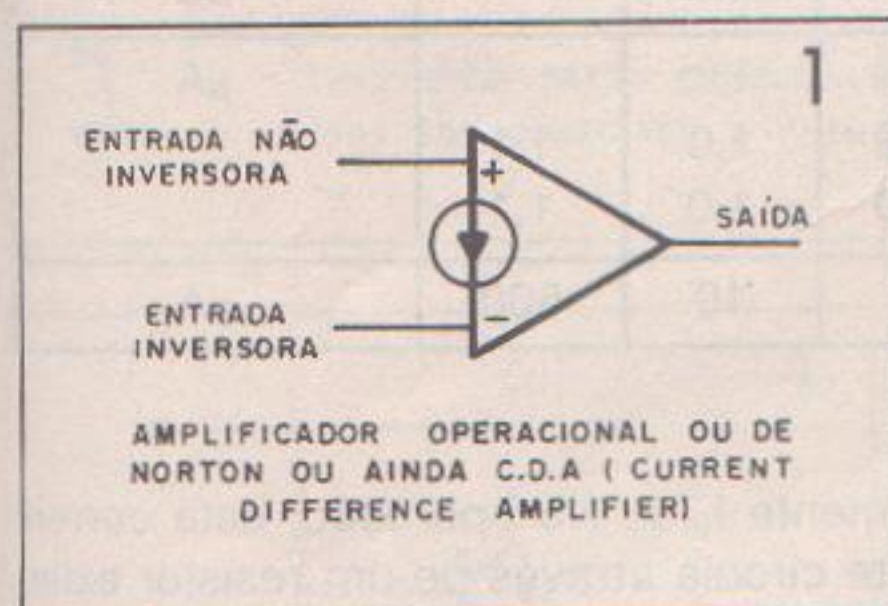 1
ENTRADA NÃO
INVERSORA
+
SAÍDA
ENTRADA
INVERSORA
-
AMPLIFICADOR OPERACIONAL OU DE
NORTON OU AINDA C.D.A ( CURRENT
DIFFERENCE AMPLIFIER)